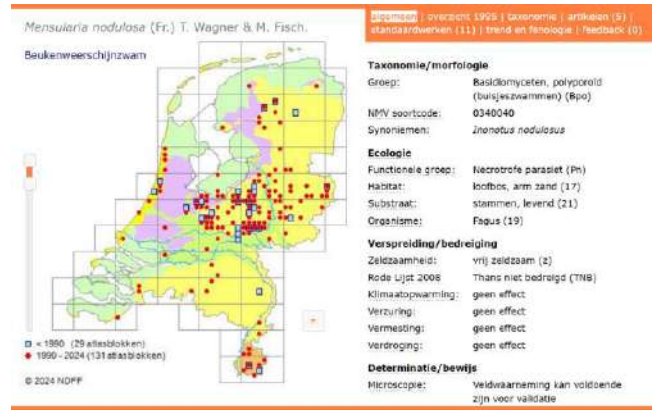 Mensularia nodulosa (Fr.) T. Wagner & M. Fisch.
Beukenweerschijnzwam
< 1990 (29 atlasblokken)
1990 - 2024 (131 atlasblokken)
© 2024 NDFF
algemeen | overzicht 1995 | taxonomie | artikelen (5) |
standaardwerken (11) | trend en fenologie | feedback (0)
Taxonomie/morfologie
Groep: Basidiomyceten, polyporoid
(buisjeszwammen) (Bpo)
NMV soortcode: 0340040
Synoniemen: Inonotus nodulosus
Ecologie
Functionele groep: Necrotrofe parasiet (Pn)
Habitat: loofbos, arm zand (17)
Substraat: stammen, levend (21)
Organisme: Fagus (19)
Verspreiding/bedreiging
Zeldzaamheid: vrij zeldzaam (z)
Rode Lijst 2008 Thans niet bedreigd (TNB)
Klimaatopwarming: geen effect
Verzuring: geen effect
Vermesting: geen effect
Verdroging: geen effect
Determinatie/bewijs
Microscopie: Veldwaarneming kan voldoende
zijn voor validatie